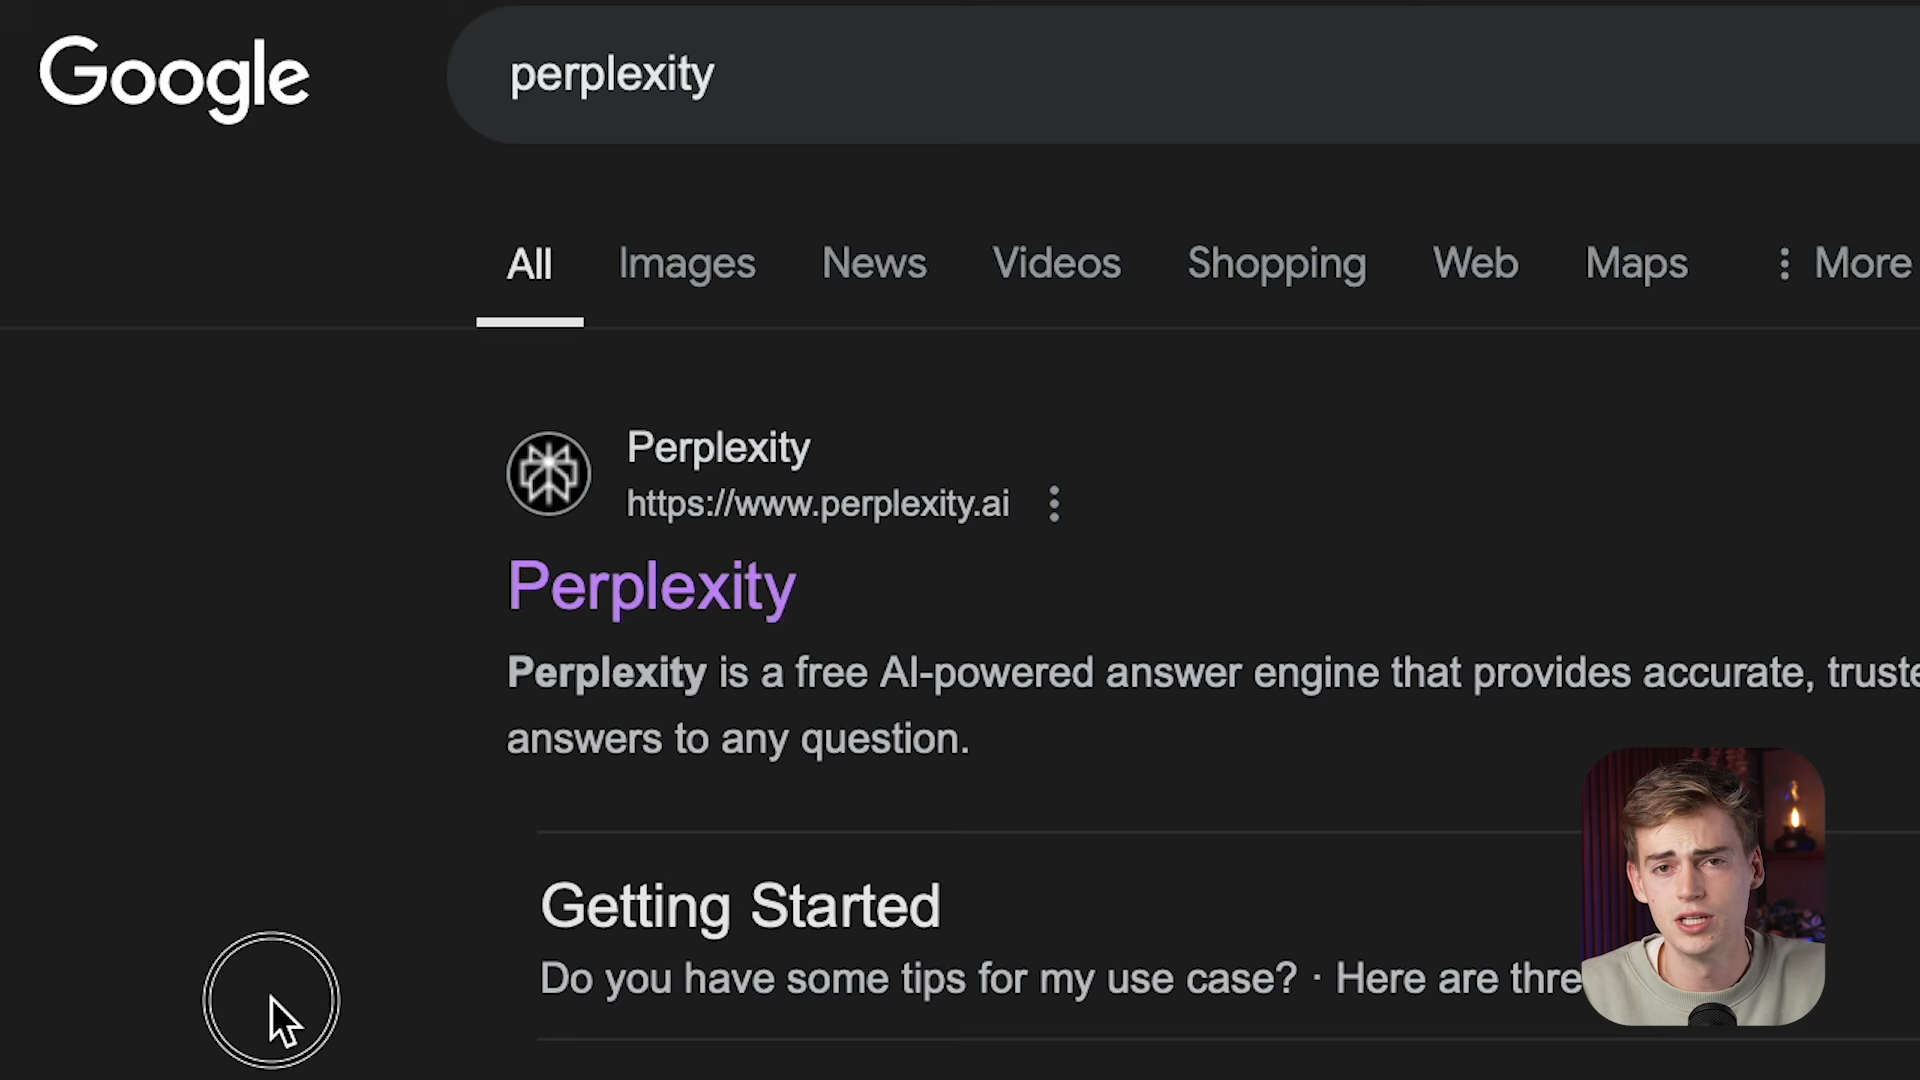 Google
perplexity
All Images News Videos Shopping Web Maps More
Perplexity
https://www.perplexity.ai
Perplexity
Perplexity is a free AI-powered answer engine that provides accurate,
answers to any question.
Getting Started
Do you have some tips for my use case? · Here are